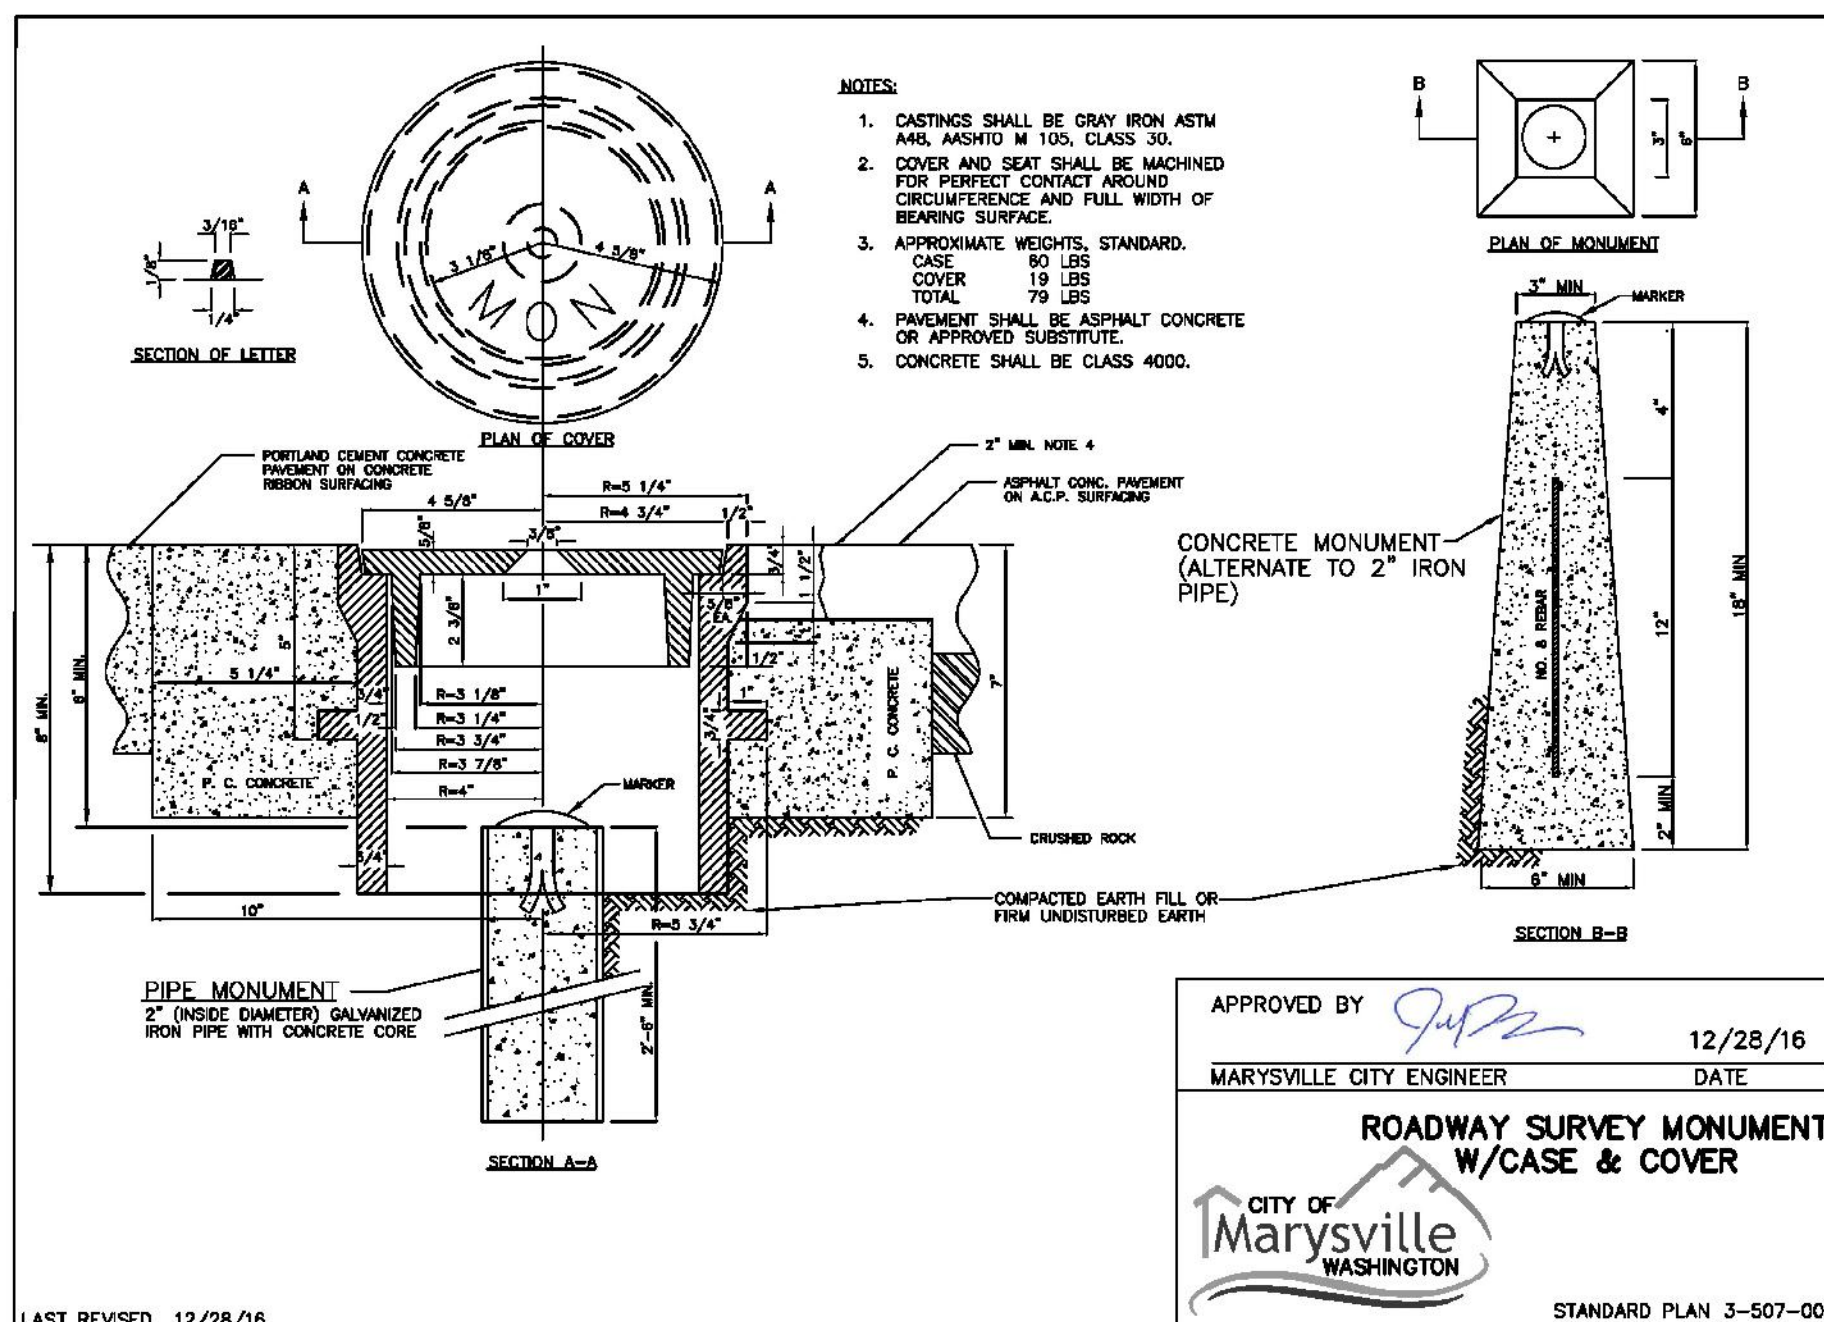 NOTES:
1. CASTINGS SHALL BE GRAY IRON ASTM
A48, AASHTO M 105, CLASS 30.
2. COVER AND SEAT SHALL BE MACHINED
FOR PERFECT CONTACT AROUND
CIRCUMFERENCE AND FULL WIDTH OF
BEARING SURFACE.
3. APPROXIMATE WEIGHTS, STANDARD.
CASE 60 LBS
COVER 19 LBS
TOTAL 79 LBS
4. PAVEMENT SHALL BE ASPHALT CONCRETE
OR APPROVED SUBSTITUTE.
5. CONCRETE SHALL BE CLASS 4000.
A
A
3 1/8"
4 5/8"
MON
PLAN OF COVER
3/16"
1/8"
1/4"
SECTION OF LETTER
B
B
3"
6"
PLAN OF MONUMENT
3" MIN
MARKER
4"
12"
18" MIN
2" MIN
6" MIN
NO. 8 REBAR
CONCRETE MONUMENT
(ALTERNATE TO 2" IRON
PIPE)
SECTION B-B
PORTLAND CEMENT CONCRETE
PAVEMENT ON CONCRETE
RIBBON SURFACING
2" MIN. NOTE 4
ASPHALT CONC. PAVEMENT
ON A.C.P. SURFACING
4 5/8"
R=5 1/4"
R=4 3/4"
1/2"
5/8"
3/8"
3/4"
1 1/2"
1"
2 3/8"
5/8"
EA.
1/2"
5"
5 1/4"
8" MIN.
6" MIN.
3/4"
1/2"
R=3 1/8"
R=3 1/4"
R=3 3/4"
R=3 7/8"
R=4"
1"
3/4"
7"
P. C. CONCRETE
P. C. CONCRETE
MARKER
CRUSHED ROCK
3/4"
10"
R=5 3/4"
COMPACTED EARTH FILL OR
FIRM UNDISTURBED EARTH
PIPE MONUMENT
2" (INSIDE DIAMETER) GALVANIZED
IRON PIPE WITH CONCRETE CORE
2'-6" MIN.
SECTION A-A
APPROVED BY
12/28/16
MARYSVILLE CITY ENGINEER DATE
ROADWAY SURVEY MONUMENT
W/CASE & COVER
CITY OF
Marysville
WASHINGTON
STANDARD PLAN 3-507-00
LAST REVISED 12/28/16